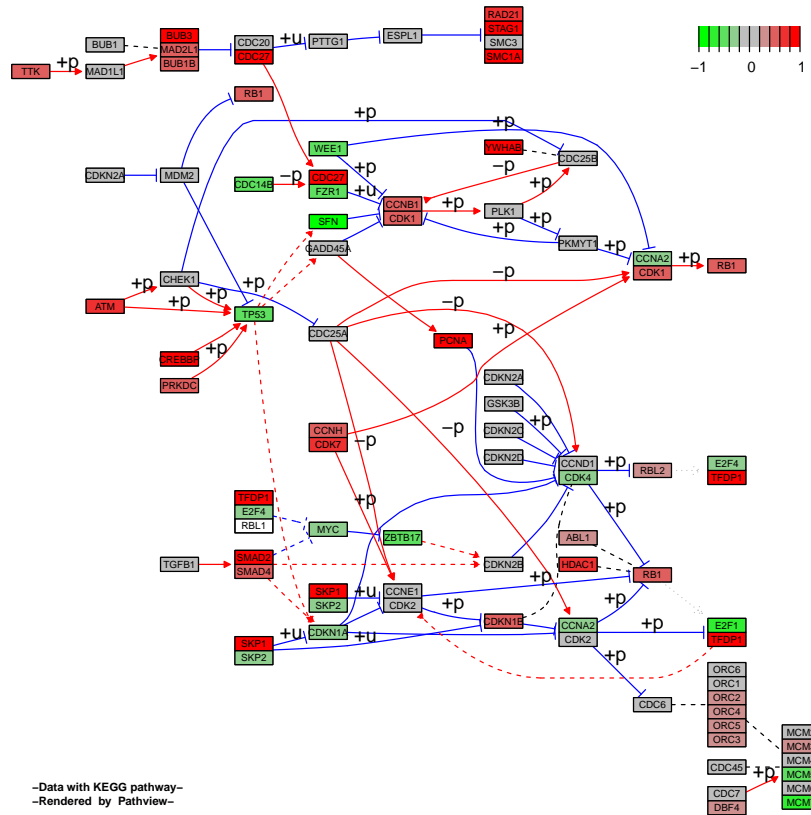 RAD21
STAG1
SMC3
SMC1A
BUB1
BUB3
MAD2L1
BUB1B
CDC20
CDC27
+u
PTTG1
ESPL1
−1 0 1
TTK
+p
MAD1L1
RB1
+p
WEE1
+p
YWHAB
CDC25B
CDKN2A
MDM2
+p
−p
CDC14B
−p
CDC27
FZR1
+u
CCNB1
CDK1
+p
+p
PLK1
SFN
+p
GADD45A
PKMYT1
+p
CCNA2
CDK1
+p
RB1
CHEK1
+p
−p
ATM
+p
+p
TP53
−p
+p
CDC25A
PCNA
CREBBP
PRKDC
CDKN2A
GSK3B
CCNH
CDK7
−p
−p
CDKN2C
+p
CDKN2D
CCND1
CDK4
+p
RBL2
E2F4
TFDP1
TFDP1
E2F4
RBL1
+p
+p
MYC
ZBTB17
ABL1
TGFB1
SMAD2
SMAD4
CDKN2B
HDAC1
RB1
+p
SKP1
SKP2
+u
CCNE1
CDK2
+p
CDKN1B
+p
CDKN1A
+u
CCNA2
CDK2
+p
E2F1
TFDP1
SKP1
SKP2
+u
+p
ORC6
ORC1
ORC2
ORC4
ORC5
ORC3
CDC6
CDC45
+p
CDC7
DBF4
−Data with KEGG pathway−
−Rendered by Pathview−